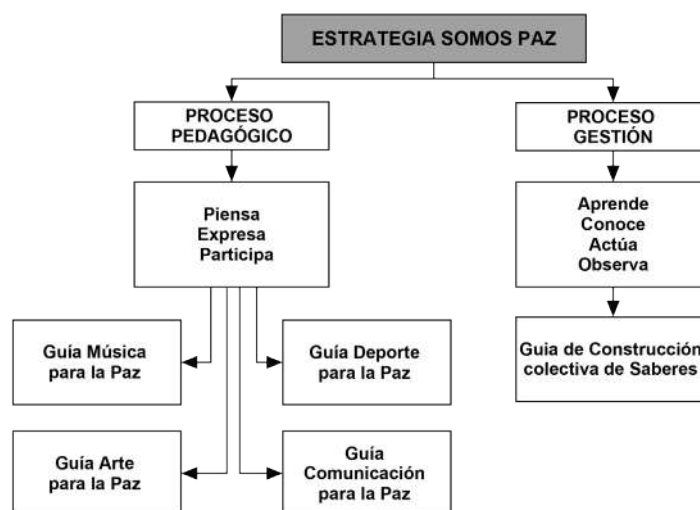 ESTRATEGIA SOMOS PAZ
PROCESO
PEDAGÓGICO
PROCESO
GESTIÓN
Piensa
Expresa
Participa
Aprende
Conoce
Actúa
Observa
Guía Música
para la Paz
Guía Deporte
para la Paz
Guia de Construcción
colectiva de Saberes
Guía Arte
para la Paz
Guía
Comunicación
para la Paz